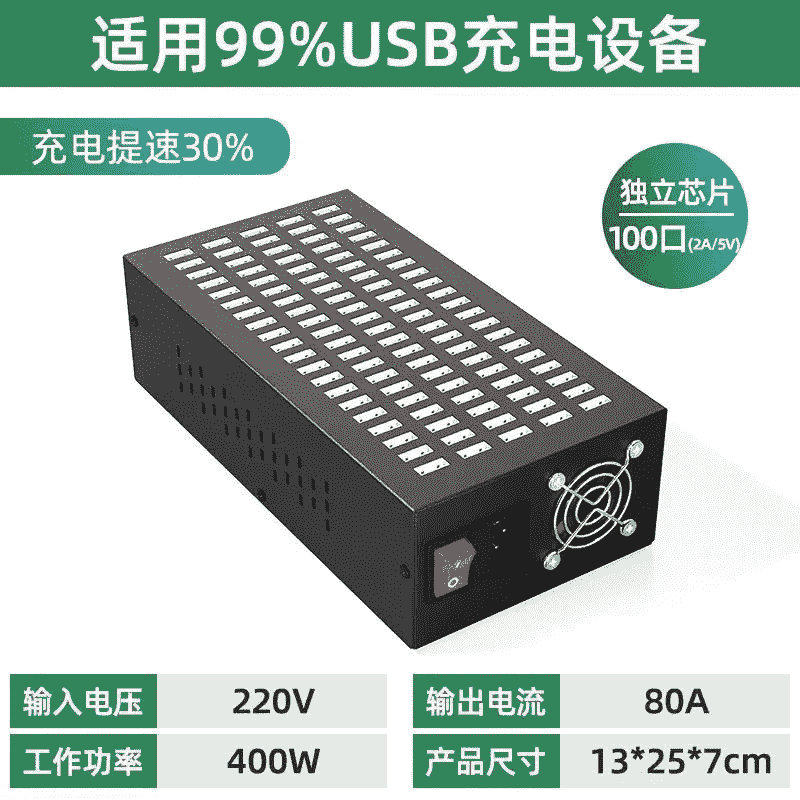 适用99%USB充电设备
充电提速30%
独立芯片
100口(2A/5V)
输入电压 220V 输出电流 80A
工作功率 400W 产品尺寸 13*25*7cm